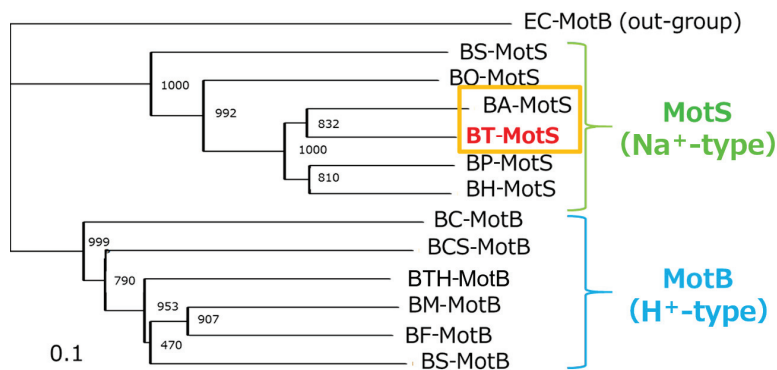 EC-MotB (out-group)
BS-MotS
1000
BO-MotS
992
BA-MotS
832
BT-MotS
1000
BP-MotS
810
BH-MotS
MotS
(Na⁺-type)
BC-MotB
999
BCS-MotB
790
BTH-MotB
953
BM-MotB
907
BF-MotB
470
BS-MotB
MotB
(H⁺-type)
0.1